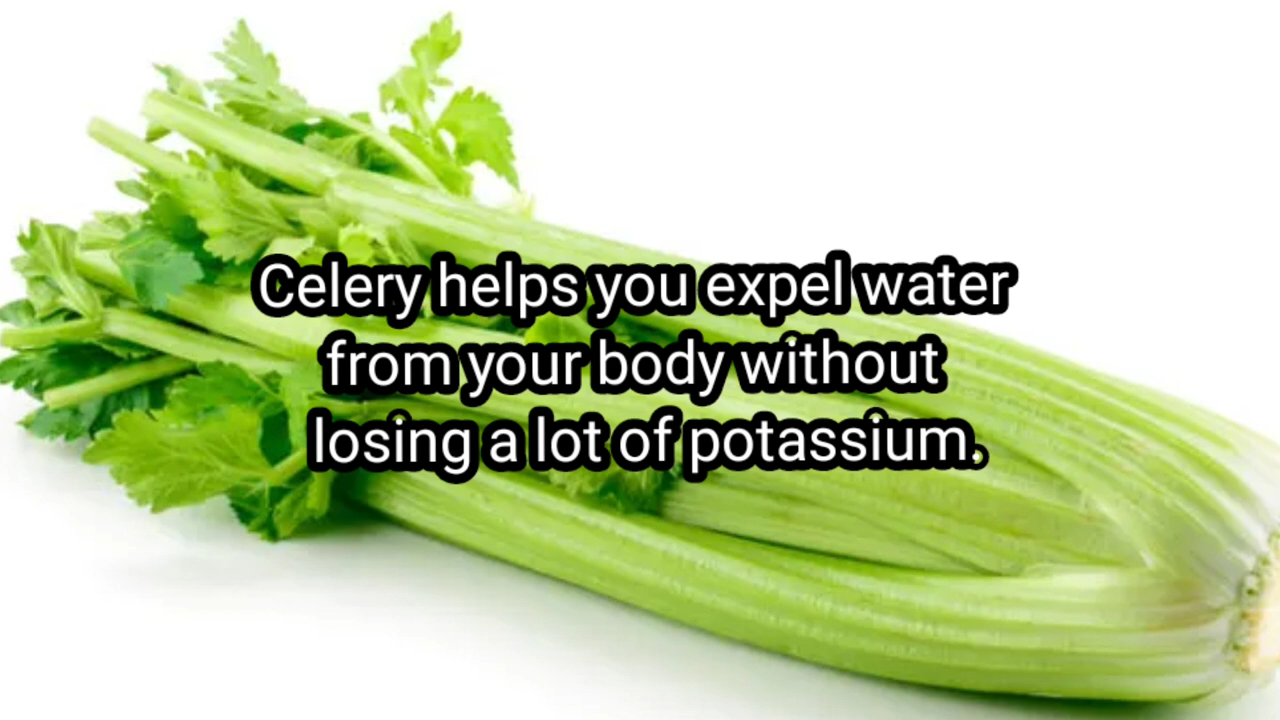 Celery helps you expel water
from your body without
losing a lot of potassium.